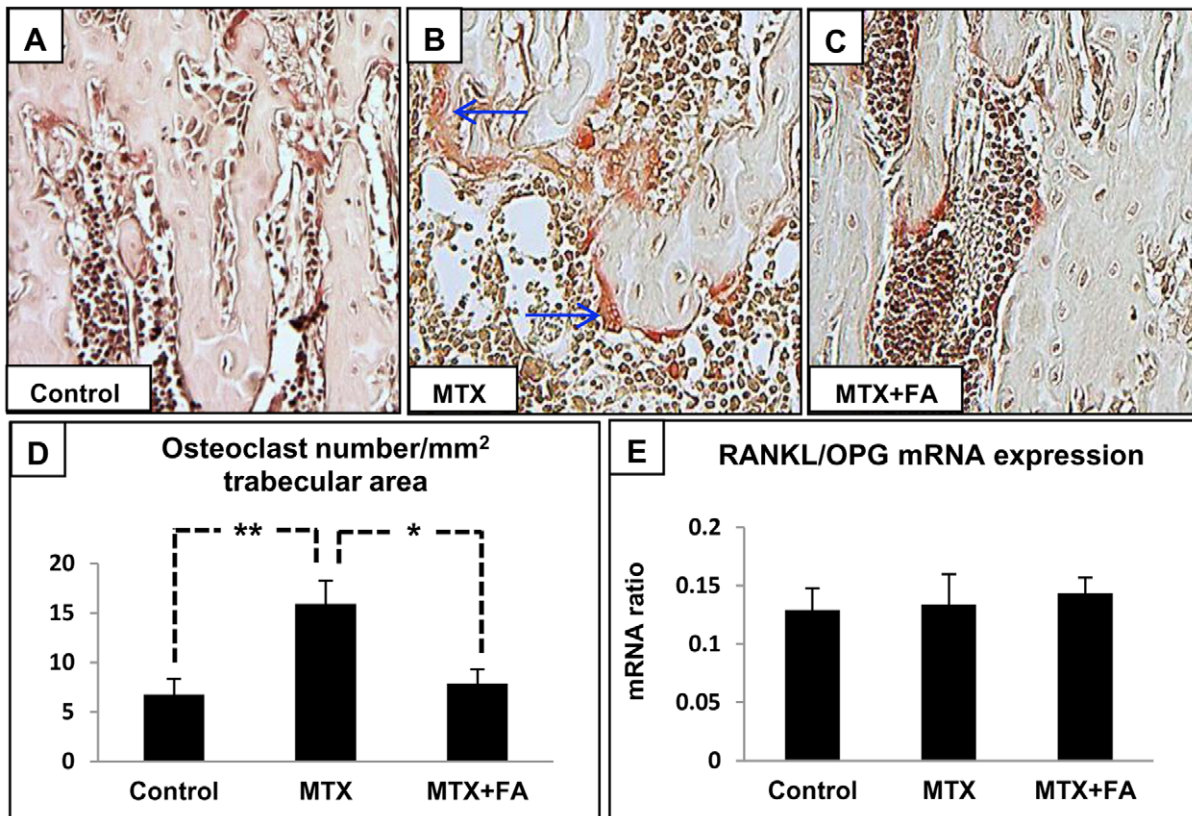 A
B
C
Control
MTX
MTX+FA
D
Osteoclast number/mm²
trabecular area
**
*
20
15
10
5
0
Control
MTX
MTX+FA
E
RANKL/OPG mRNA expression
mRNA ratio
0.2
0.15
0.1
0.05
0
Control
MTX
MTX+FA